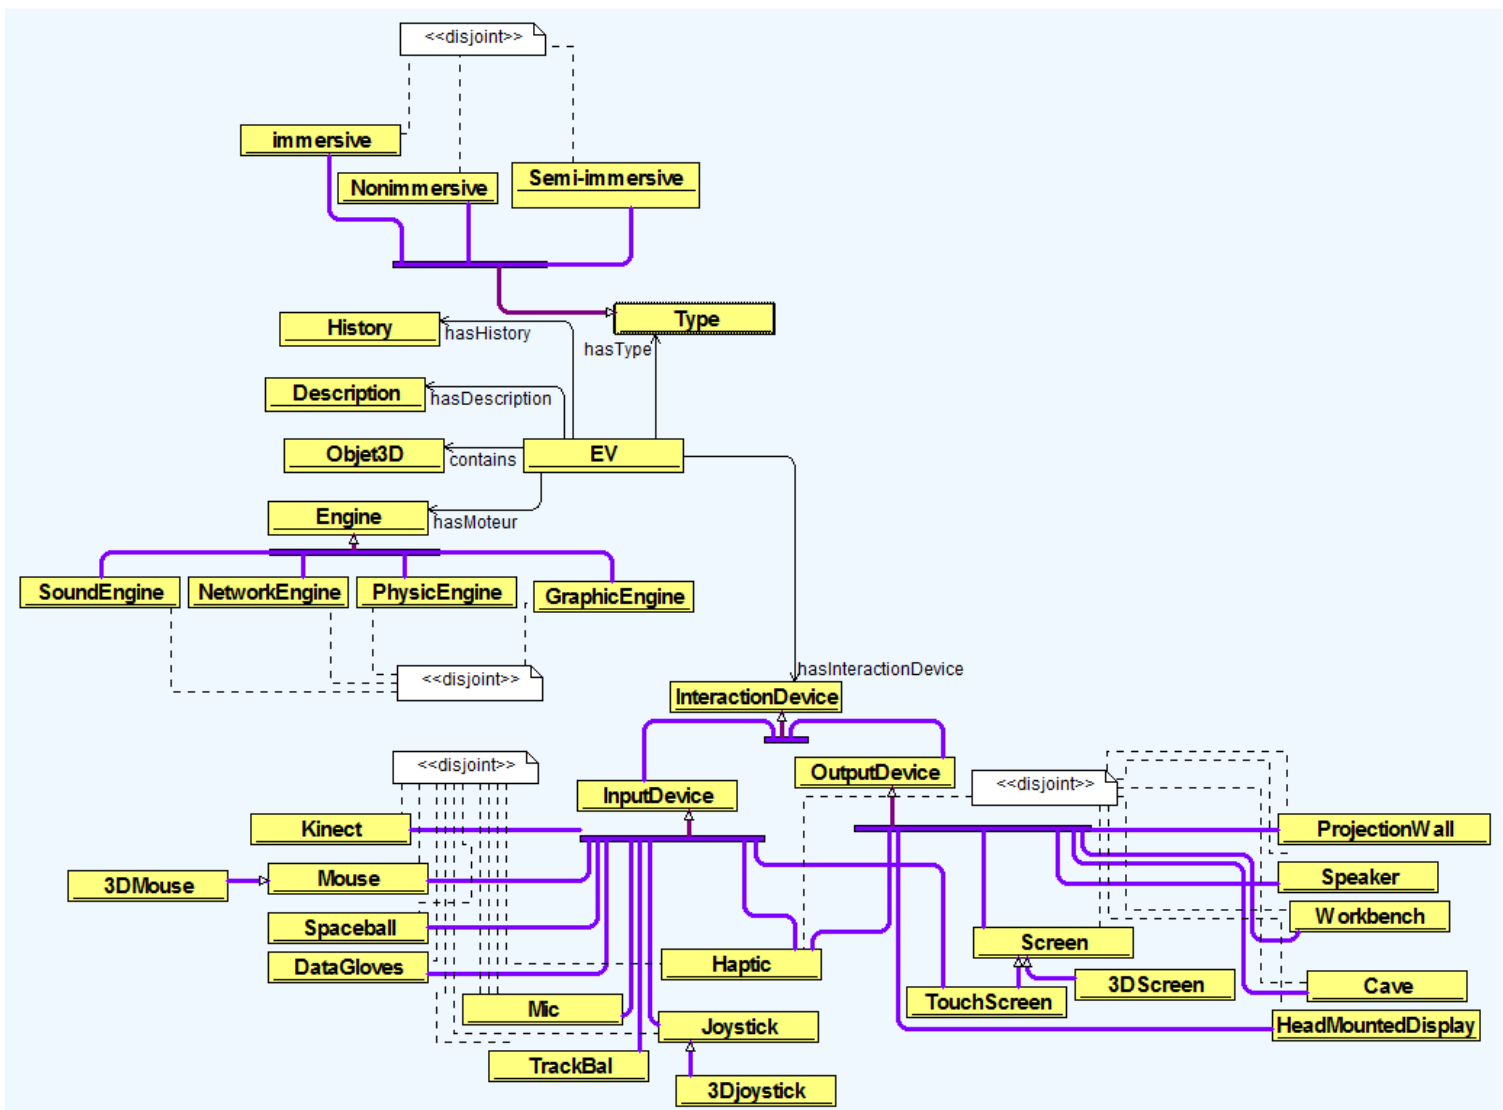 <<disjoint>>
immersive
Nonimmersive
Semi-immersive
Type
History
hasHistory
hasType
Description
hasDescription
Objet3D
contains
EV
Engine
hasMoteur
SoundEngine
NetworkEngine
PhysicEngine
GraphicEngine
<<disjoint>>
hasInteractionDevice
InteractionDevice
<<disjoint>>
InputDevice
OutputDevice
<<disjoint>>
Kinect
ProjectionWall
3DMouse
Mouse
Speaker
Spaceball
Workbench
Screen
DataGloves
Haptic
3DScreen
Cave
Mic
TouchScreen
Joystick
HeadMountedDisplay
TrackBal
3Djoystick